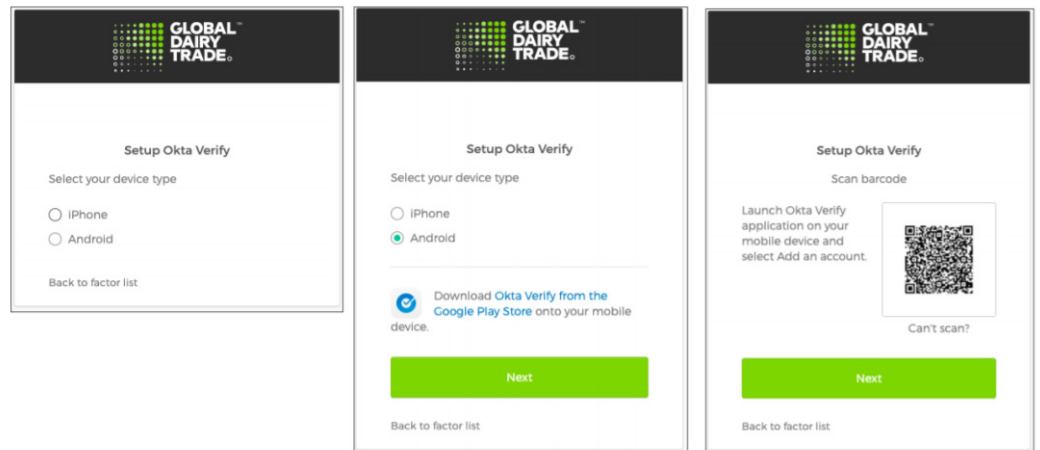 GLOBAL™
DAIRY
TRADE
Setup Okta Verify
Select your device type
iPhone
Android
Back to factor list
GLOBAL™
DAIRY
TRADE
Setup Okta Verify
Select your device type
iPhone
Android
Download Okta Verify from the
Google Play Store onto your mobile
device.
Next
Back to factor list
GLOBAL™
DAIRY
TRADE
Setup Okta Verify
Scan barcode
Launch Okta Verify
application on your
mobile device and
select Add an account.
Can't scan?
Next
Back to factor list